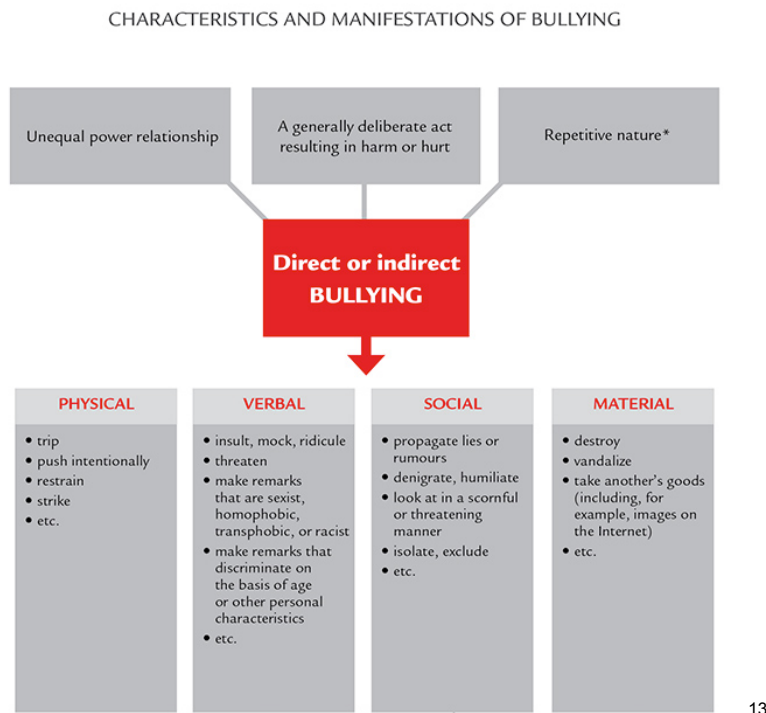 CHARACTERISTICS AND MANIFESTATIONS OF BULLYING
Unequal power relationship
A generally deliberate act
resulting in harm or hurt
Repetitive nature*
Direct or indirect
BULLYING
PHYSICAL
• trip
• push intentionally
• restrain
• strike
• etc.
VERBAL
• insult, mock, ridicule
• threaten
• make remarks
that are sexist,
homophobic,
transphobic, or racist
• make remarks that
discriminate on
the basis of age
or other personal
characteristics
• etc.
SOCIAL
• propagate lies or
rumours
• denigrate, humiliate
• look at in a scornful
or threatening
manner
• isolate, exclude
• etc.
MATERIAL
• destroy
• vandalize
• take another's goods
(including, for
example, images on
the Internet)
• etc.
13